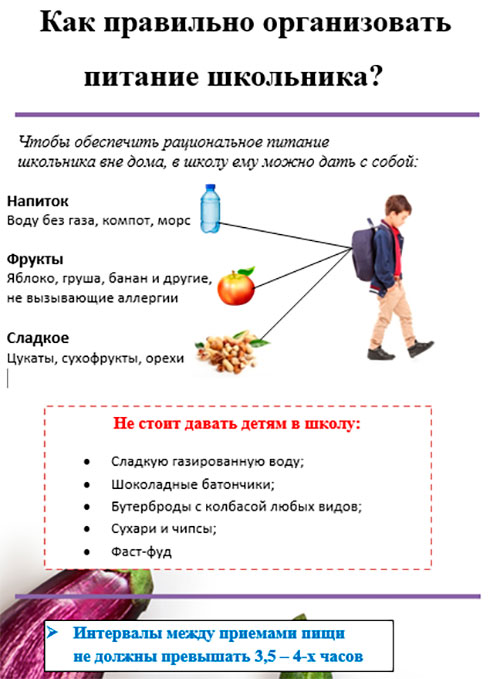 Как правильно организовать
питание школьника?
Чтобы обеспечить рациональное питание
школьника вне дома, в школу ему можно дать с собой:
Напиток
Воду без газа, компот, морс
Фрукты
Яблоко, груша, банан и другие,
не вызывающие аллергии
Сладкое
Цукаты, сухофрукты, орехи
Не стоит давать детям в школу:
• Сладкую газированную воду;
• Шоколадные батончики;
• Бутерброды с колбасой любых видов;
• Сухари и чипсы;
• Фаст-фуд
➢ Интервалы между приемами пищи
не должны превышать 3,5 – 4-х часов